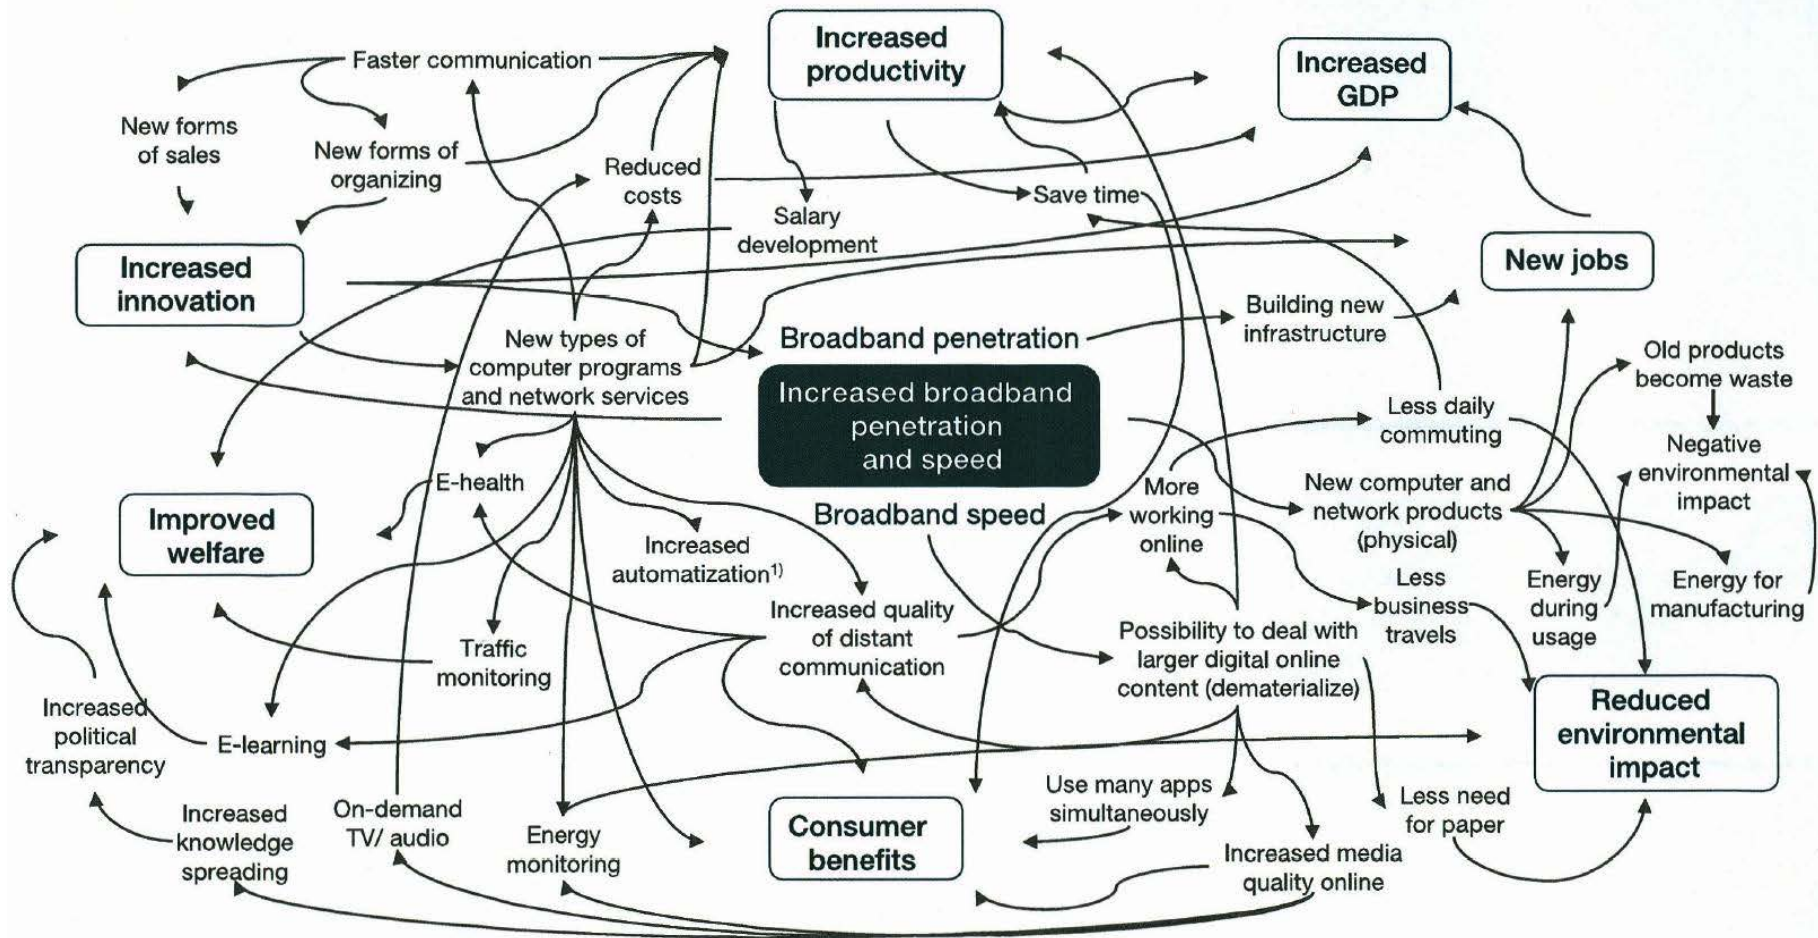 Increased
productivity
Increased
GDP
Faster communication
New forms
of sales
New forms of
organizing
Reduced
costs
Save time
Salary
development
Increased
innovation
New jobs
Building new
infrastructure
New types of
computer programs
and network services
Broadband penetration
Increased broadband
penetration
and speed
Broadband speed
Old products
become waste
Less daily
commuting
Negative
environmental
impact
E-health
More
working
online
New computer and
network products
(physical)
Improved
welfare
Increased
automatization¹⁾
Less
business
travels
Energy
during
usage
Energy for
manufacturing
Increased quality
of distant
communication
Possibility to deal with
larger digital online
content (dematerialize)
Traffic
monitoring
Increased
political
transparency
E-learning
Reduced
environmental
impact
Use many apps
simultaneously
Less need
for paper
Increased
knowledge
spreading
On-demand
TV/ audio
Energy
monitoring
Consumer
benefits
Increased media
quality online